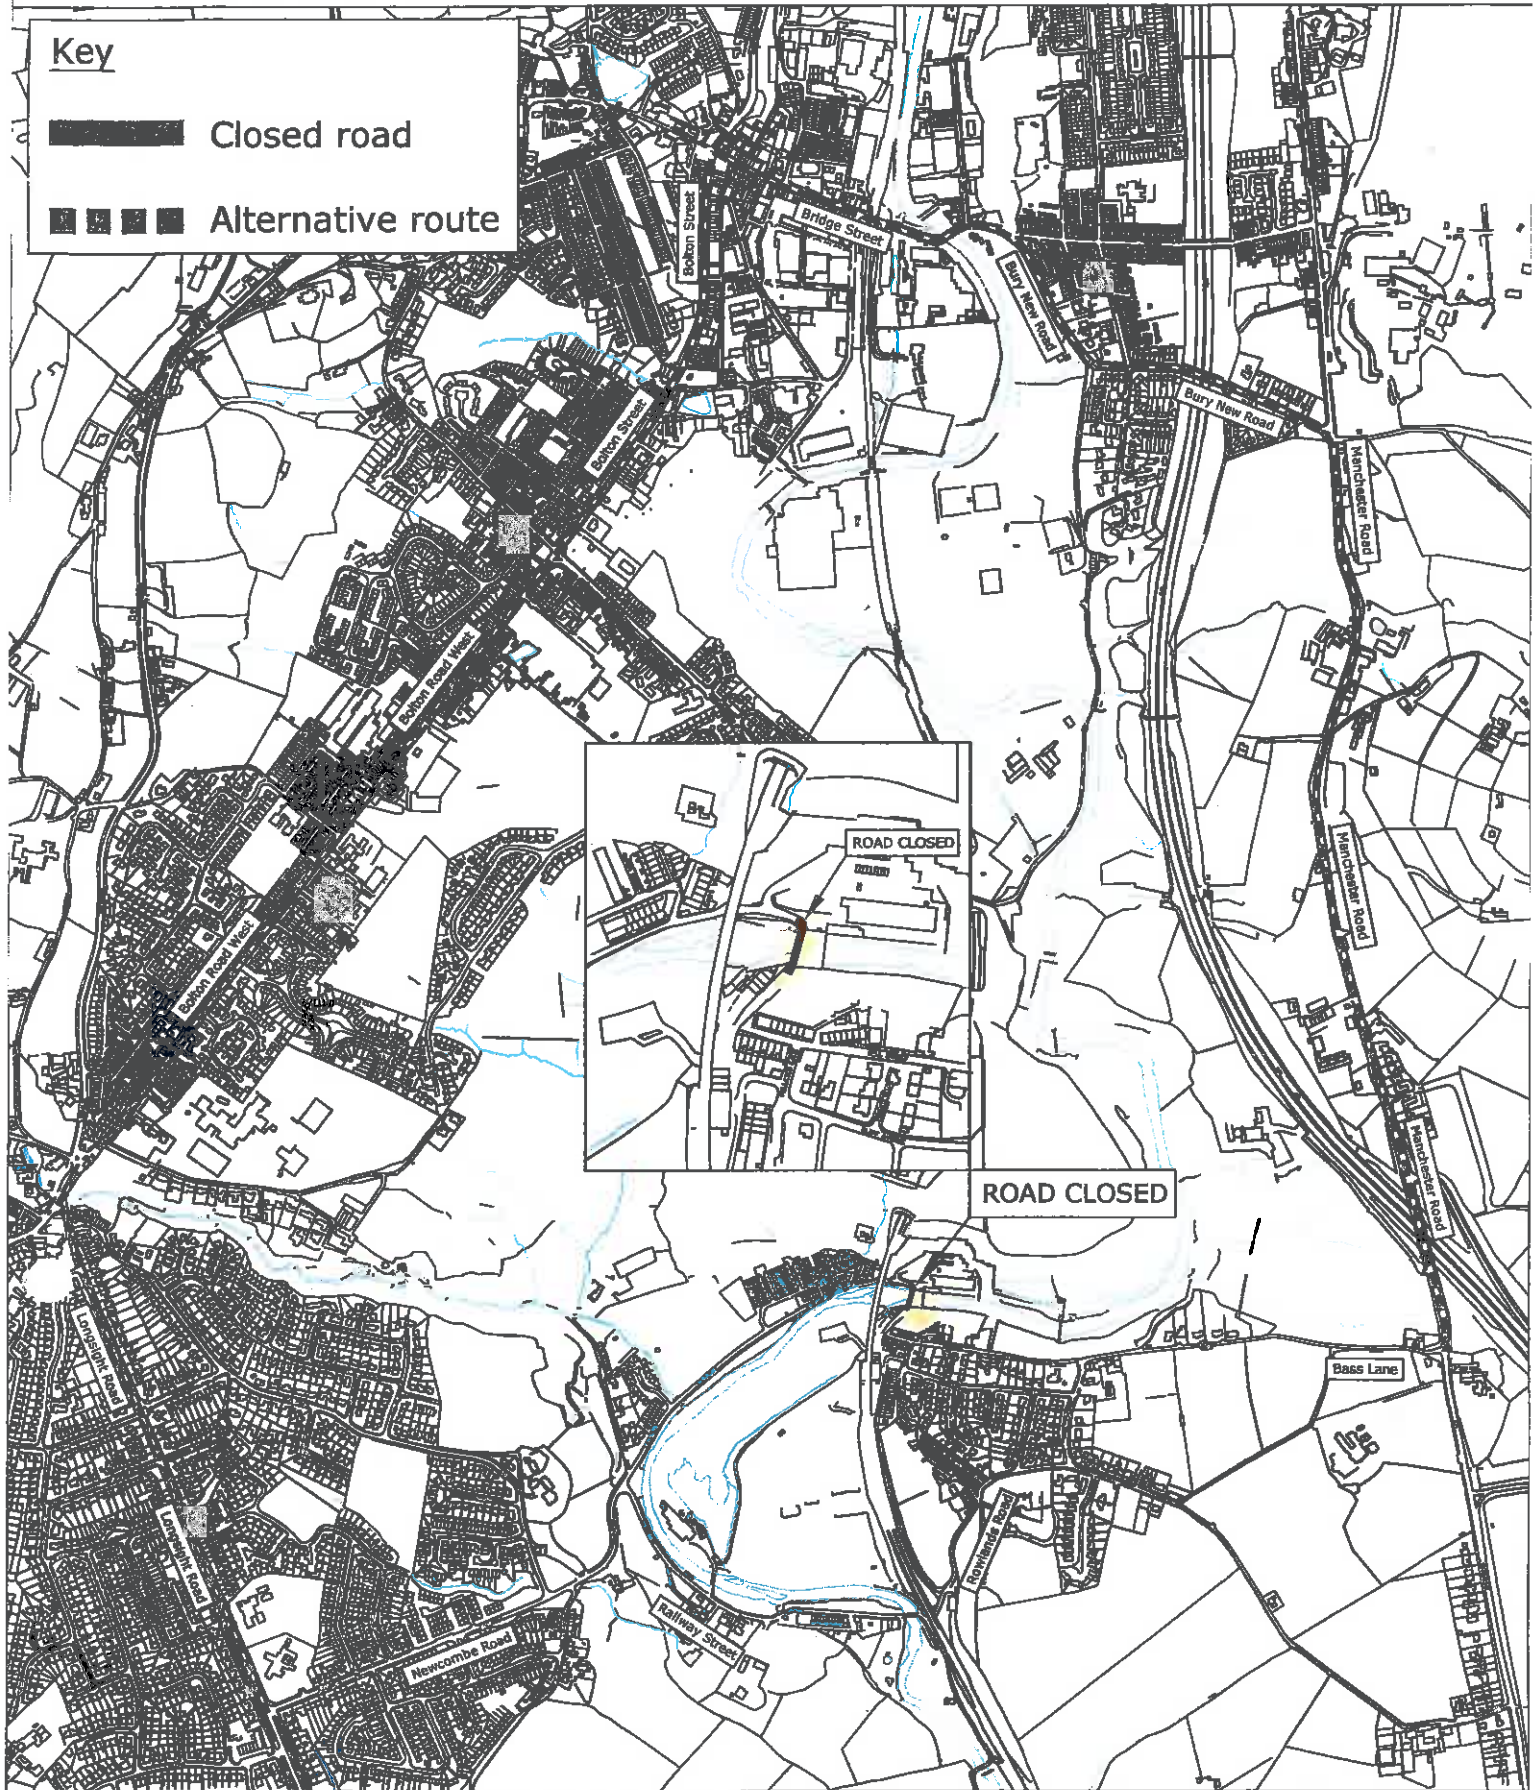 Key
Closed road
Alternative route
Bolton Street
Bridge Street
Bury New Road
Bury New Road
Bolton Street
Manchester Road
Bolton Road West
ROAD CLOSED
Manchester Road
Bolton Road West
Manchester Road
ROAD CLOSED
Longsight Road
Bass Lane
Longsight Road
Rowlands Road
Railway Street
Newcombe Road